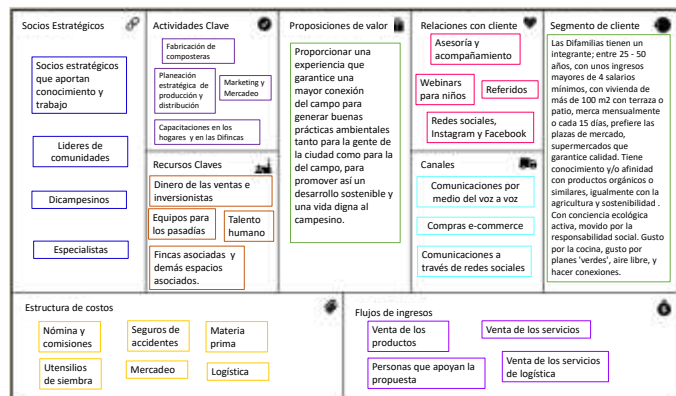 Socios Estratégicos
Socios estratégicos
que aportan
conocimiento y
trabajo
Lideres de
comunidades
Dicampesinos
Especialistas
Actividades Clave
Fabricación de
composteras
Planeación
estratégica de
producción y
distribución
Marketing y
Mercadeo
Capacitaciones en los
hogares y en las Difincas
Recursos Claves
Dinero de las ventas e
inversionistas
Equipos para
los pasadías
Talento
humano
Fincas asociadas y
demás espacios
asociados.
Proposiciones de valor
Proporcionar una
experiencia que
garantice una
mayor conexión
del campo para
generar buenas
prácticas ambientales
tanto para la gente de
la ciudad como para la
del campo, para
promover así un
desarrollo sostenible y
una vida digna al
campesino.
Relaciones con cliente
Asesoría y
acompañamiento
Webinars
para niños
Referidos
Redes sociales,
Instagram y Facebook
Canales
Comunicaciones por
medio del voz a voz
Compras e-commerce
Comunicaciones a
través de redes sociales
Segmento de cliente
Las Difamilias tienen un
integrante; entre 25 - 50
años, con unos ingresos
mayores de 4 salarios
mínimos, con vivienda de
más de 100 m2 con terraza o
patio, merca mensualmente
o cada 15 días, prefiere las
plazas de mercado,
supermercados que
garantice calidad. Tiene
conocimiento y/o afinidad
con productos orgánicos o
similares, igualmente con la
agricultura y sostenibilidad .
Con conciencia ecológica
activa, movido por la
responsabilidad social. Gusto
por la cocina, gusto por
planes 'verdes', aire libre, y
hacer conexiones.
Estructura de costos
Nómina y
comisiones
Seguros de
accidentes
Materia
prima
Utensilios
de siembra
Mercadeo
Logística
Flujos de ingresos
Venta de los
productos
Venta de los servicios
Personas que apoyan la
propuesta
Venta de los servicios
de logística